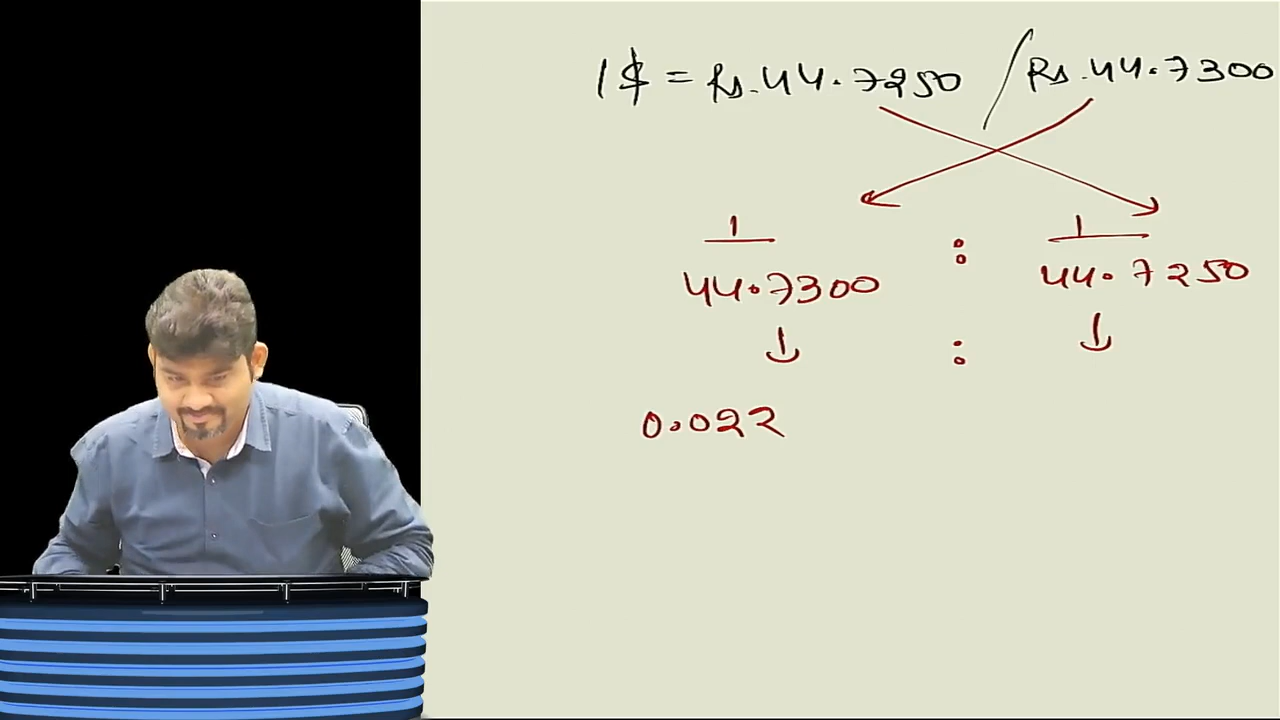 1$ = Rs.44.7250 / Rs.44.7300
1 1
44.7300 : 44.7250
:
0.022